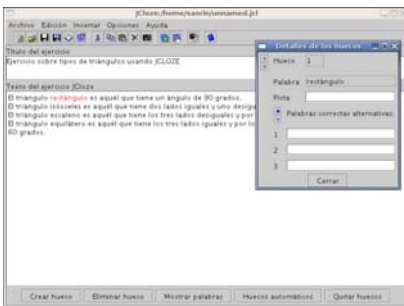 JCloze:/home/nacrin/unnamed.jcl
Archivo Edición Insertar Opciones Ayuda
Título del ejercicio
Ejercicio sobre tipos de triángulos usando JCLOZE
Texto del ejercicio JCloze
El triángulo rectángulo es aquél que tiene un ángulo de 90 grados.
El triángulo isósceles es aquél que tiene dos lados iguales y uno desigu
El triángulo escaleno es aquél que tiene los tres lados desiguales y por
El triángulo equilátero es aquél que tiene los tres lados iguales y por lo
60 grados.
Detalles de los huecos
Hueco 1
Palabra rectángulo
Pista
Palabras correctas alternativas:
1
2
3
Cerrar
Crear hueco Eliminar hueco Mostrar palabras Huecos automáticos Quitar huecos